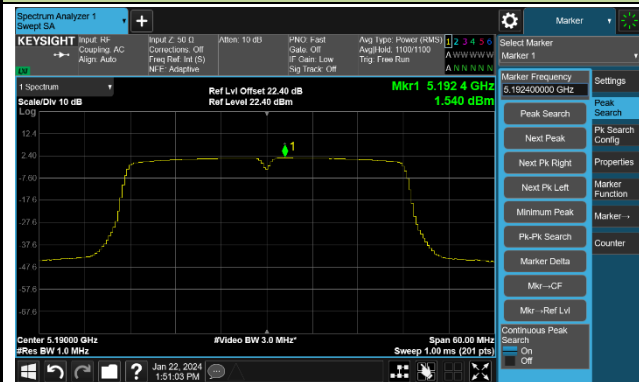 Spectrum Analyzer 1
Swept SA
+
Marker
KEYSIGHT Input: RF
Coupling: AC
Align: Auto
Input Z: 50 Ω
Corrections: Off
Freq Ref: Int (S)
NFE: Adaptive
Atten: 10 dB
PNO: Fast
Gate: Off
IF Gain: Low
Sig Track: Off
Avg Type: Power (RMS)
Avg|Hold: 1100/1100
Trig: Free Run
1 2 3 4 5 6
A W W W W W
A N N N N N
LVI
Select Marker
Marker 1
1 Spectrum
Scale/Div 10 dB
Log
Ref Lvl Offset 22.40 dB
Ref Level 22.40 dBm
Mkr1 5.192 4 GHz
1.540 dBm
1
12.4
2.40
-7.60
-17.6
-27.6
-37.6
-47.6
-57.6
-67.6
Center 5.19000 GHz
#Res BW 1.0 MHz
#Video BW 3.0 MHz*
Span 60.00 MHz
Sweep 1.00 ms (201 pts)
Marker Frequency
5.192400000 GHz
Peak Search
Next Peak
Next Pk Right
Next Pk Left
Minimum Peak
Pk-Pk Search
Marker Delta
Mkr→CF
Mkr→Ref Lvl
Continuous Peak
Search
On
Off
Settings
Peak
Search
Pk Search
Config
Properties
Marker
Function
Marker→
Counter
?
Jan 22, 2024
1:51:03 PM